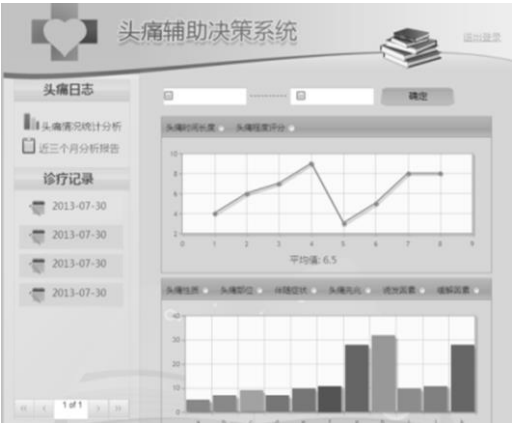 头痛辅助决策系统
退出登录
头痛日志
头痛情况统计分析
近三个月分析报告
诊疗记录
2013-07-30
2013-07-30
2013-07-30
2013-07-30
1 of 1
确定
头痛时间长度 头痛程度评分
10
8
6
4
2
0 1 2 3 4 5 6 7 8 9
平均值: 6.5
头痛性质 头痛部位 伴随症状 头痛先兆 诱发因素 缓解因素
40
30
20
10